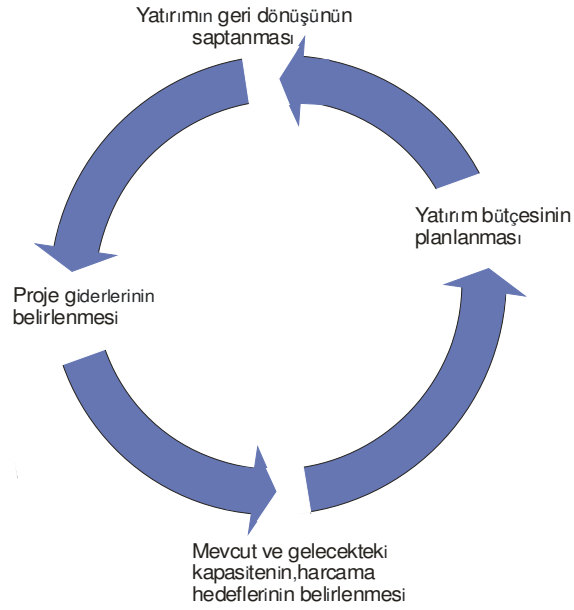 Yatırımın geri dönüşünün
saptanması
Yatırım bütçesinin
planlanması
Proje giderlerinin
belirlenmesi
Mevcut ve gelecekteki
kapasitenin,harcama
hedeflerinin belirlenmesi